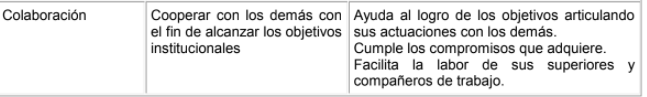 Colaboración
Cooperar con los demás con
el fin de alcanzar los objetivos
institucionales
Ayuda al logro de los objetivos articulando
sus actuaciones con los demás.
Cumple los compromisos que adquiere.
Facilita la labor de sus superiores y
compañeros de trabajo.